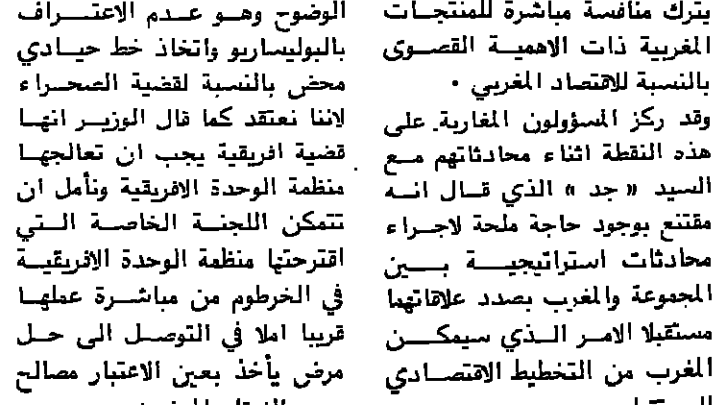 يترك منافسة مباشرة للمنتجات
المغربية ذات الاهمية القصوى
بالنسبة للاقتصاد المغربي ·
وقد ركز المسؤولون المغاربة على
هذه النقطة اثناء محادثاتهم مع
السيد « جد » الذي قال انه
مقتنع بوجود حاجة ملحة لاجراء
محادثات استراتيجية بين
المجموعة والمغرب بصدد علاقاتهما
مستقبلا الامر الذي سيمكن
المغرب من التخطيط الاقتصادي
الوضوح وهو عدم الاعتراف
بالبوليساريو واتخاذ خط حيادي
محض بالنسبة لقضية الصحراء
لاننا نعتقد كما قال الوزير انها
قضية افريقية يجب ان تعالجها
منظمة الوحدة الافريقية ونأمل ان
تتمكن اللجنة الخاصة التي
اقترحتها منظمة الوحدة الافريقية
في الخرطوم من مباشرة عملها
قريبا املا في التوصل الى حل
مرض يأخذ بعين الاعتبار مصالح